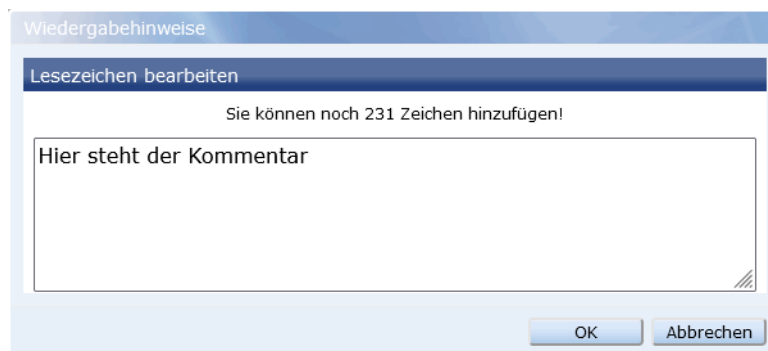 Wiedergabehinweise
Lesezeichen bearbeiten
Sie können noch 231 Zeichen hinzufügen!
Hier steht der Kommentar
OK Abbrechen